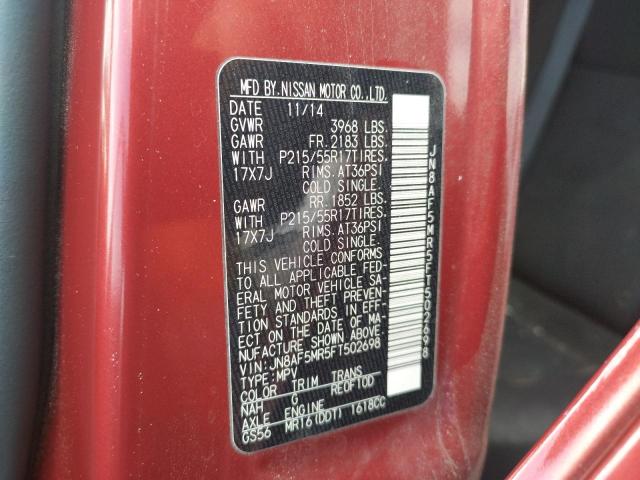 MFD BY.NISSAN MOTOR CO.,LTD.
DATE 11/14
GVWR 3968 LBS.
GAWR FR.2183 LBS.
WITH P215/55R17TIRES.
17X7J RIMS.AT36PSI
COLD SINGLE.
GAWR RR.1852 LBS.
WITH P215/55R17TIRES.
17X7J RIMS.AT36PSI
COLD SINGLE.
THIS VEHICLE CONFORMS
TO ALL APPLICABLE FED-
ERAL MOTOR VEHICLE SA-
FETY AND THEFT PREVEN-
TION STANDARDS IN EFF-
ECT ON THE DATE OF MA-
NUFACTURE SHOWN ABOVE.
VIN:JN8AF5MR5FT502698
TYPE:MPV
COLOR TRIM TRANS
NAH G RE0F10D
AXLE ENGINE
GS56 MR16(DDT) 1618CC
JN8AF5MR5FT502698